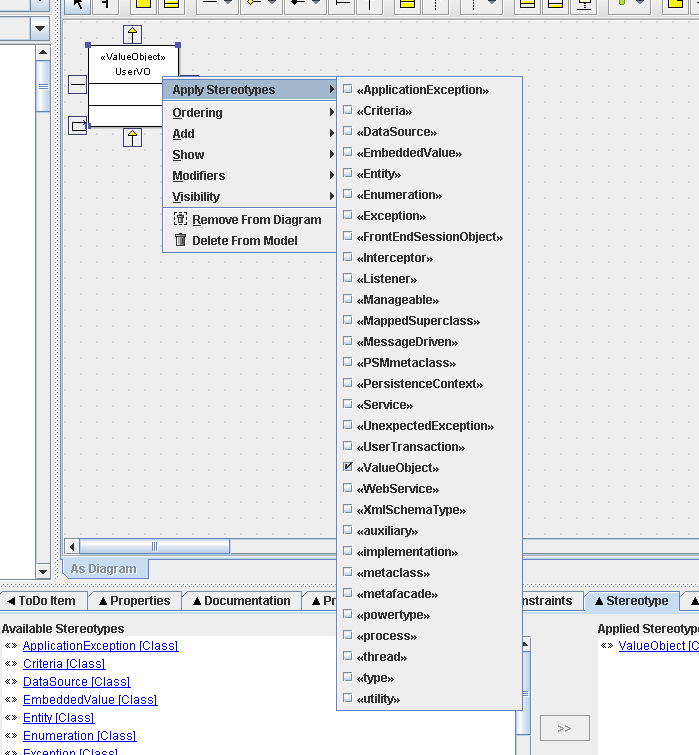 «ValueObject»
UserVO
Apply Stereotypes
Ordering
Add
Show
Modifiers
Visibility
Remove From Diagram
Delete From Model
«ApplicationException»
«Criteria»
«DataSource»
«EmbeddedValue»
«Entity»
«Enumeration»
«Exception»
«FrontEndSessionObject»
«Interceptor»
«Listener»
«Manageable»
«MappedSuperclass»
«MessageDriven»
«PSMmetaclass»
«PersistenceContext»
«Service»
«UnexpectedException»
«UserTransaction»
«ValueObject»
«WebService»
«XmlSchemaType»
«auxiliary»
«implementation»
«metaclass»
«metafacade»
«powertype»
«process»
«thread»
«type»
«utility»
As Diagram
ToDo Item
Properties
Documentation
Pr
nstraints
Stereotype
Available Stereotypes
«» ApplicationException [Class]
«» Criteria [Class]
«» DataSource [Class]
«» EmbeddedValue [Class]
«» Entity [Class]
«» Enumeration [Class]
«» Exception [Class]
>>
Applied Stereotype
«» ValueObject [C